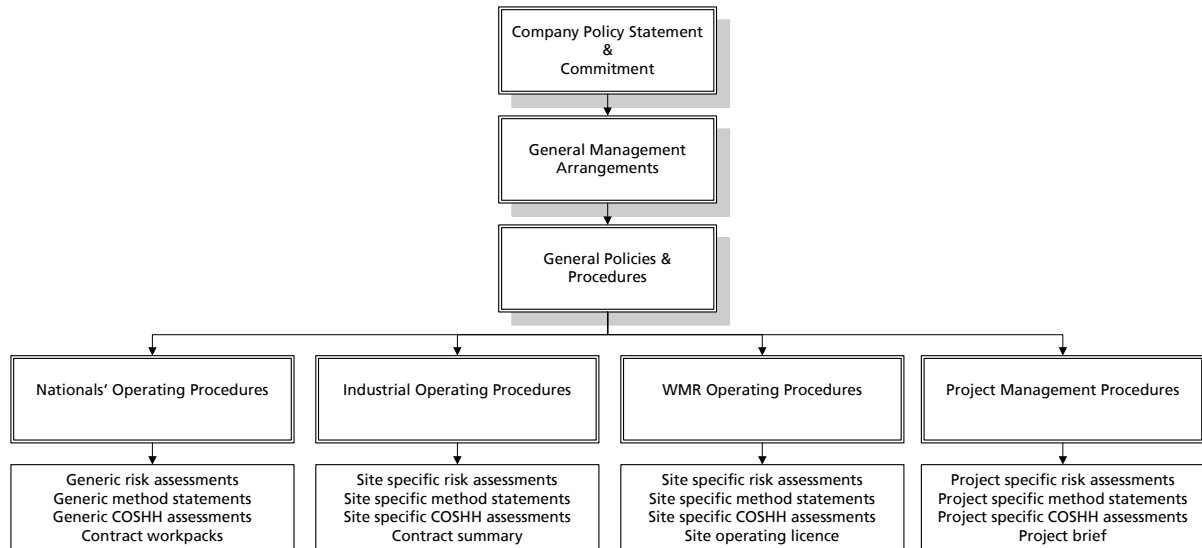 Company Policy Statement
&
Commitment
General Management
Arrangements
General Policies &
Procedures
Nationals’ Operating Procedures
Industrial Operating Procedures
WMR Operating Procedures
Project Management Procedures
Generic risk assessments
Generic method statements
Generic COSHH assessments
Contract workpacks
Site specific risk assessments
Site specific method statements
Site specific COSHH assessments
Contract summary
Site specific risk assessments
Site specific method statements
Site specific COSHH assessments
Site operating licence
Project specific risk assessments
Project specific method statements
Project specific COSHH assessments
Project brief